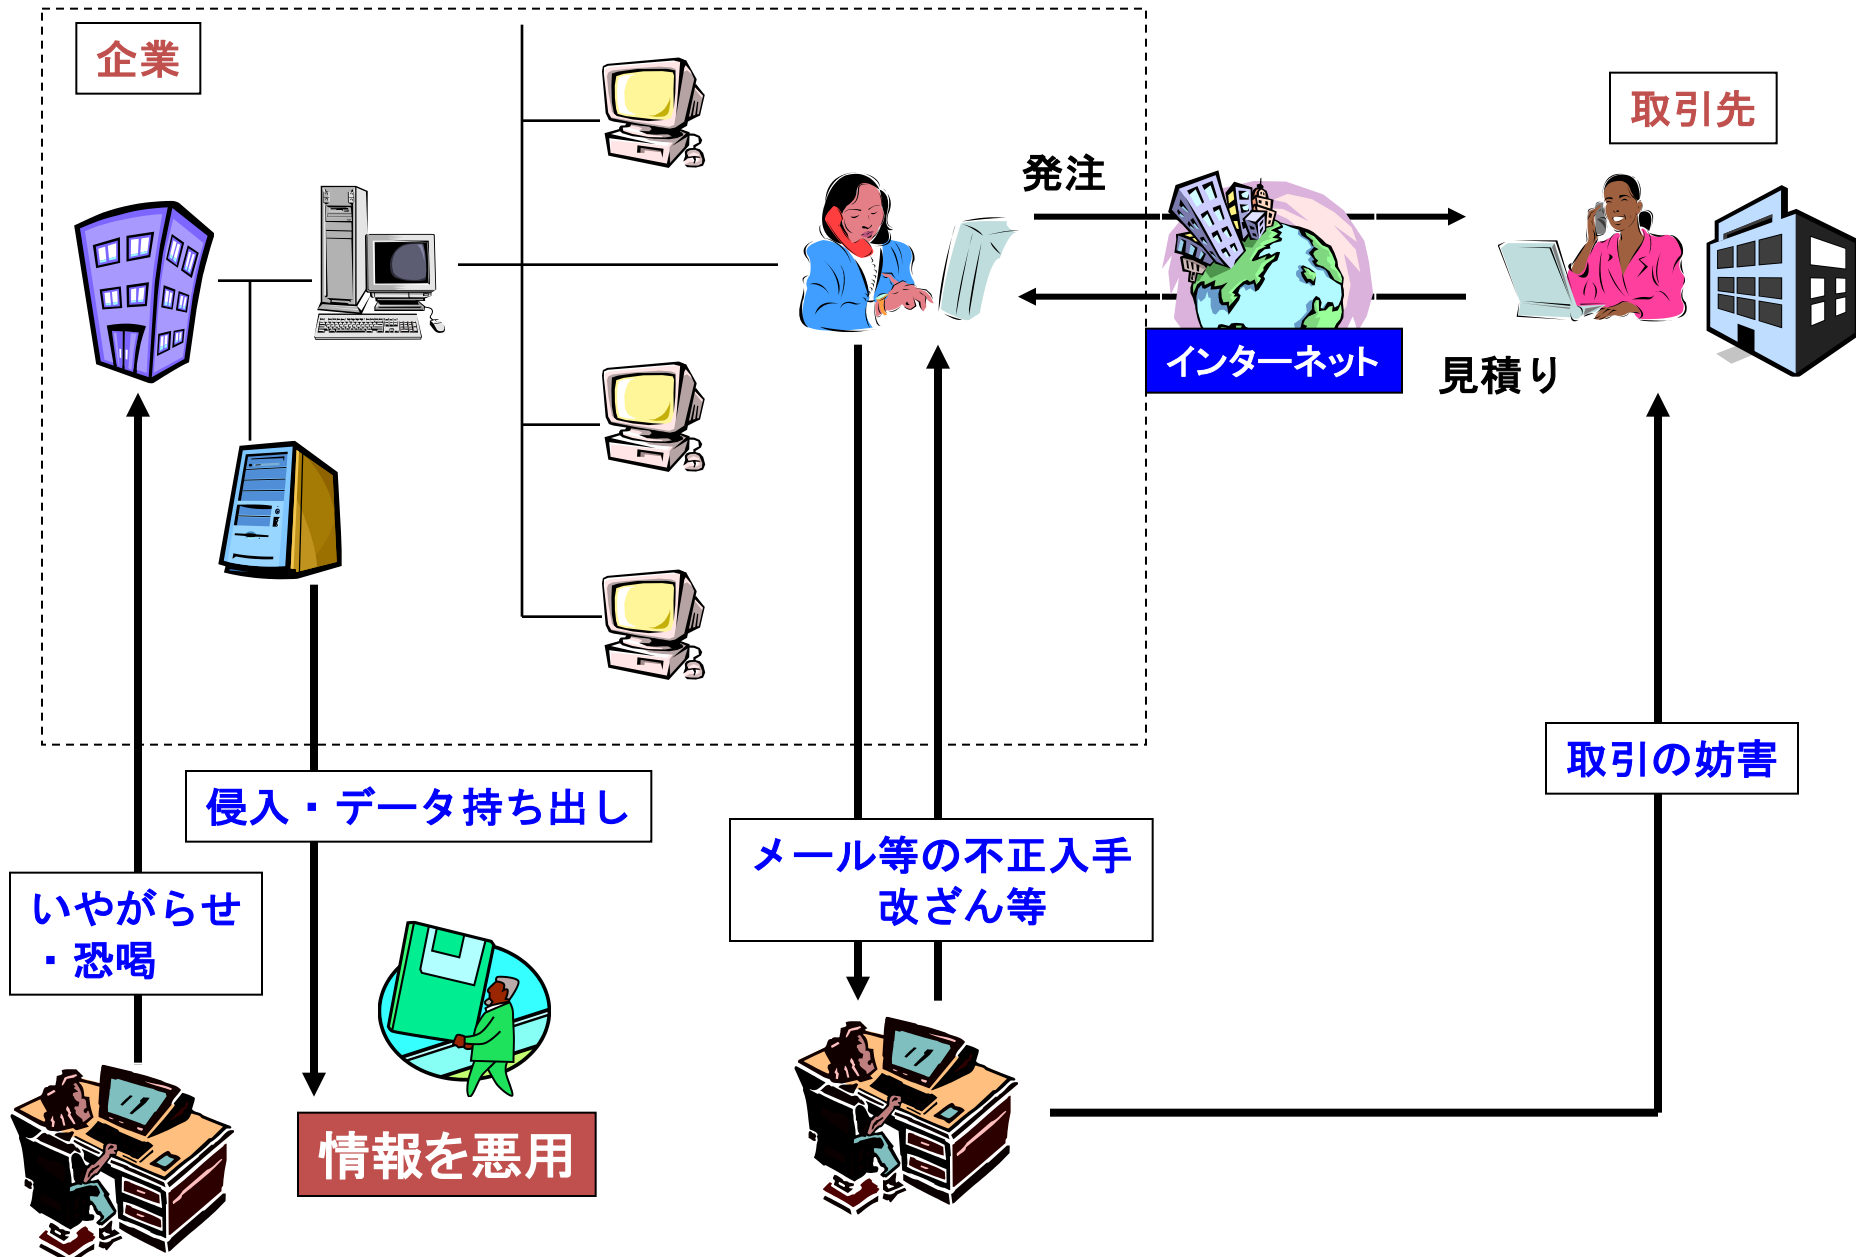 企業
取引先
発注
インターネット
見積り
取引の妨害
侵入・データ持ち出し
メール等の不正入手
改ざん等
いやがらせ
・恐喝
情報を悪用